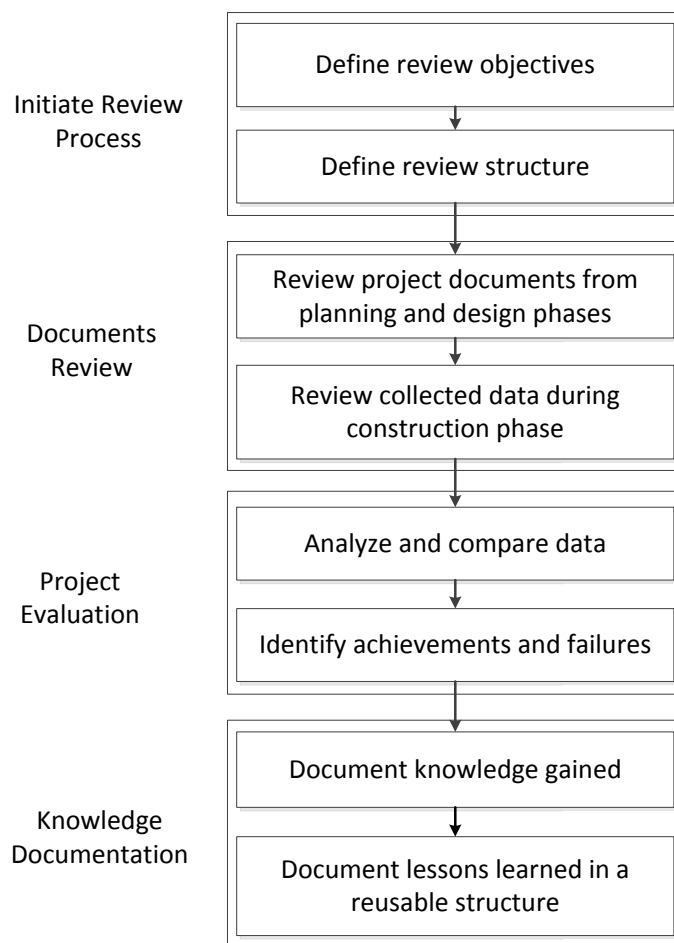 Initiate Review
Process
Define review objectives
Define review structure
Documents
Review
Review project documents from
planning and design phases
Review collected data during
construction phase
Project
Evaluation
Analyze and compare data
Identify achievements and failures
Knowledge
Documentation
Document knowledge gained
Document lessons learned in a
reusable structure